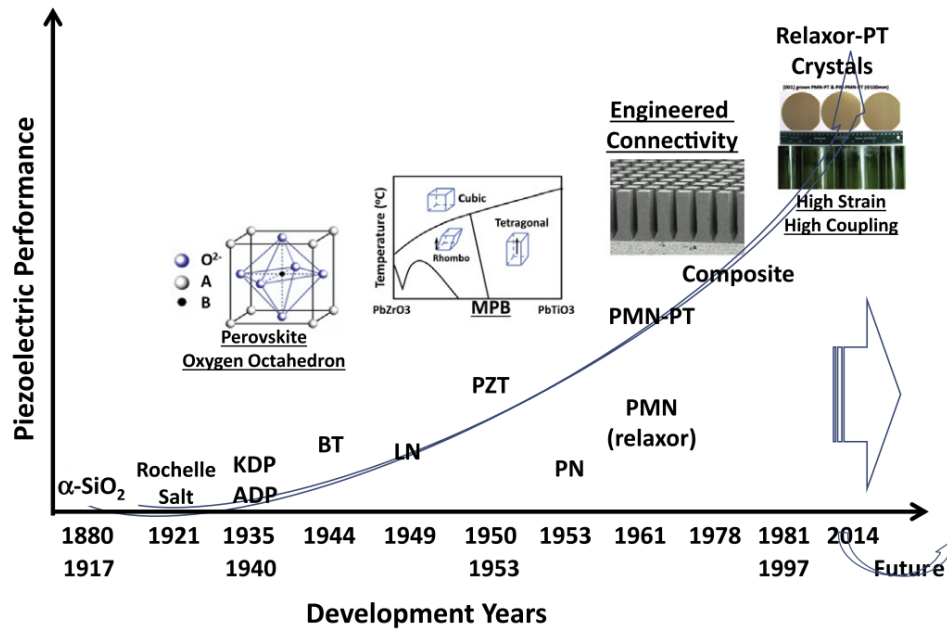 Piezoelectric Performance
α-SiO₂
Rochelle
Salt
KDP
ADP
BT
LN
PZT
PN
PMN
(relaxor)
PMN-PT
Composite
O²⁻
A
B
Perovskite
Oxygen Octahedron
Temperature (°C)
Cubic
Rhombo
Tetragonal
PbZrO3
MPB
PbTiO3
Engineered
Connectivity
Relaxor-PT
Crystals
High Strain
High Coupling
1880 1921 1935 1944 1949 1950 1953 1961 1978 1981 2014
1917 1940 1953 1997 Future
Development Years